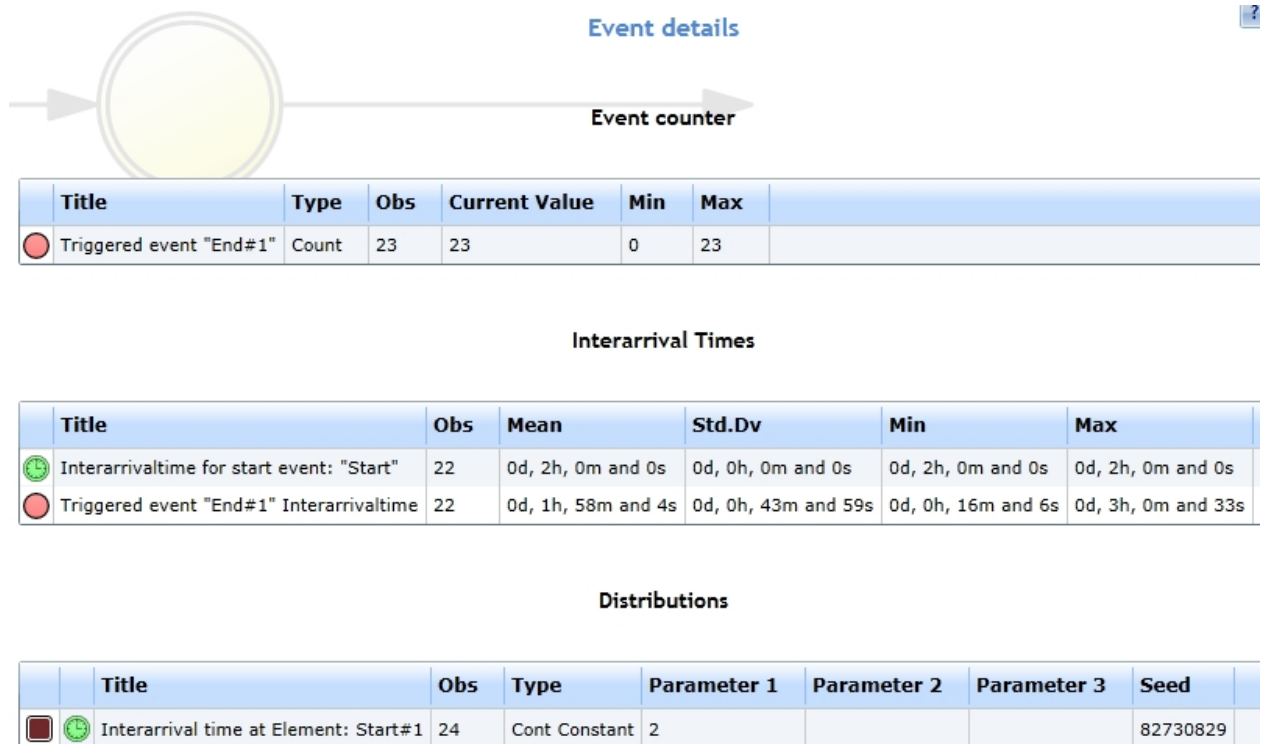 Event details
?
Event counter
Title Type Obs Current Value Min Max
Triggered event "End#1" Count 23 23 0 23
Interarrival Times
Title Obs Mean Std.Dv Min Max
Interarrivaltime for start event: "Start" 22 0d, 2h, 0m and 0s 0d, 0h, 0m and 0s 0d, 2h, 0m and 0s 0d, 2h, 0m and 0s
Triggered event "End#1" Interarrivaltime 22 0d, 1h, 58m and 4s 0d, 0h, 43m and 59s 0d, 0h, 16m and 6s 0d, 3h, 0m and 33s
Distributions
Title Obs Type Parameter 1 Parameter 2 Parameter 3 Seed
Interarrival time at Element: Start#1 24 Cont Constant 2 82730829